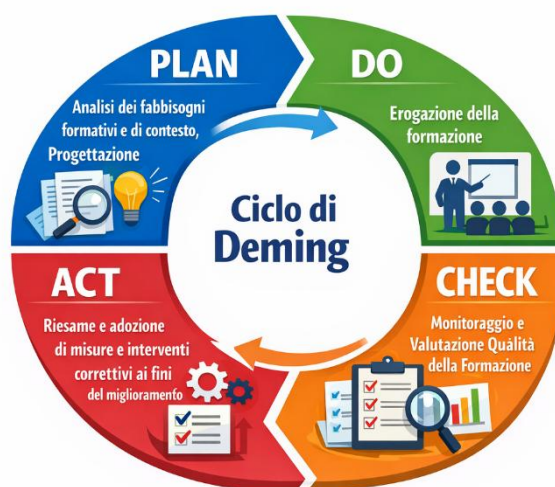 PLAN
Analisi dei fabbisogni
formativi e di contesto,
Progettazione
DO
Erogazione della
formazione
Ciclo di
Deming
ACT
Riesame e adozione
di misure e interventi
correttivi ai fini
del miglioramento
CHECK
Monitoraggio e
Valutazione Qualità
della Formazione